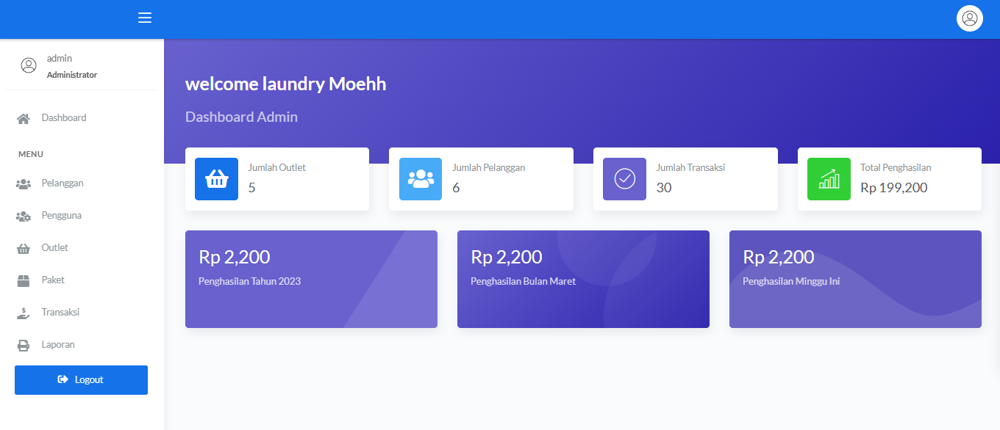 admin
Administrator
Dashboard
MENU
Pelanggan
Pengguna
Outlet
Paket
Transaksi
Laporan
Logout
welcome laundry Moehh
Dashboard Admin
Jumlah Outlet
5
Jumlah Pelanggan
6
Jumlah Transaksi
30
Total Penghasilan
Rp 199,200
Rp 2,200
Penghasilan Tahun 2023
Rp 2,200
Penghasilan Bulan Maret
Rp 2,200
Penghasilan Minggu Ini